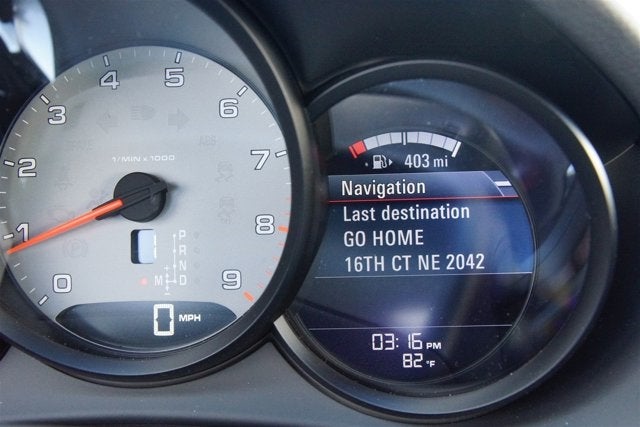 0
1
2
3
4
5
6
7
8
9
1/MIN x 1000
ABS
P
R
N
M D
+
-
0 MPH
403 mi
Navigation
Last destination
GO HOME
16TH CT NE 2042
03:16 PM
82 °F